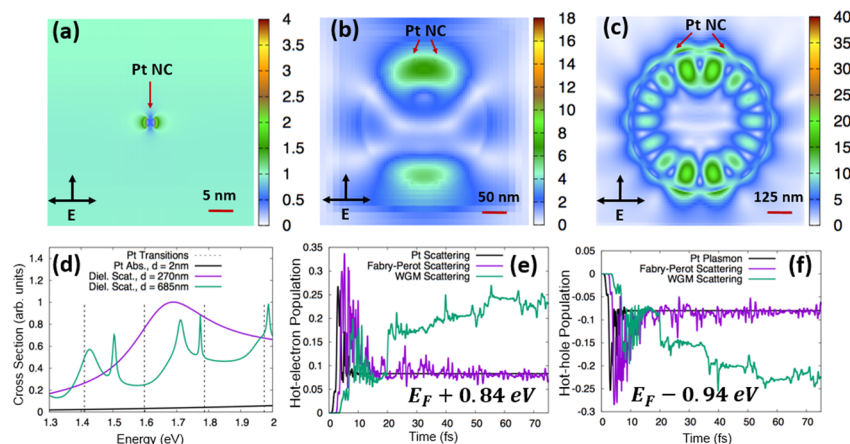 (a)
Pt NC
E
5 nm
4
3.5
3
2.5
2
1.5
1
0.5
0
(b)
Pt NC
E
50 nm
18
16
14
12
10
8
6
4
2
0
(c)
Pt NC
E
125 nm
40
35
30
25
20
15
10
5
0
(d)
Pt Transitions
Pt Abs., d = 2nm
Diel. Scat., d = 270nm
Diel. Scat., d = 685nm
Cross Section (arb. units)
1.4
1.2
1
0.8
0.6
0.4
0.2
0
1.3 1.4 1.5 1.6 1.7 1.8 1.9 2
Energy (eV)
(e)
Pt Scattering
Fabry-Perot Scattering
WGM Scattering
Hot-electron Population
0.35
0.3
0.25
0.2
0.15
0.1
0.05
0
E_F + 0.84 eV
0 10 20 30 40 50 60 70
Time (fs)
(f)
Pt Plasmon
Fabry-Perot Scattering
WGM Scattering
Hot-hole Population
0
-0.05
-0.1
-0.15
-0.2
-0.25
-0.3
E_F − 0.94 eV
0 10 20 30 40 50 60 70
Time (fs)